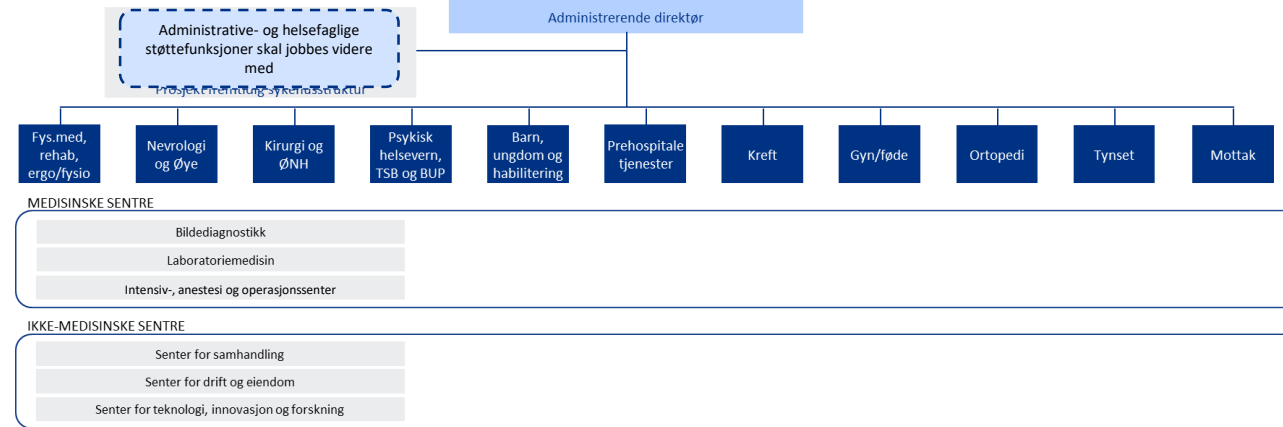 Administrerende direktør
Administrative- og helsefaglige
støttefunksjoner skal jobbes videre
med
Prosjekt fremtidig sykehusstruktur
Fys.med,
rehab,
ergo/fysio
Nevrologi
og Øye
Kirurgi og
ØNH
Psykisk
helsevern,
TSB og BUP
Barn,
ungdom og
habilitering
Prehospitale
tjenester
Kreft
Gyn/føde
Ortopedi
Tynset
Mottak
MEDISINSKE SENTRE
Bildediagnostikk
Laboratoriemedisin
Intensiv-, anestesi og operasjonssenter
IKKE-MEDISINSKE SENTRE
Senter for samhandling
Senter for drift og eiendom
Senter for teknologi, innovasjon og forskning